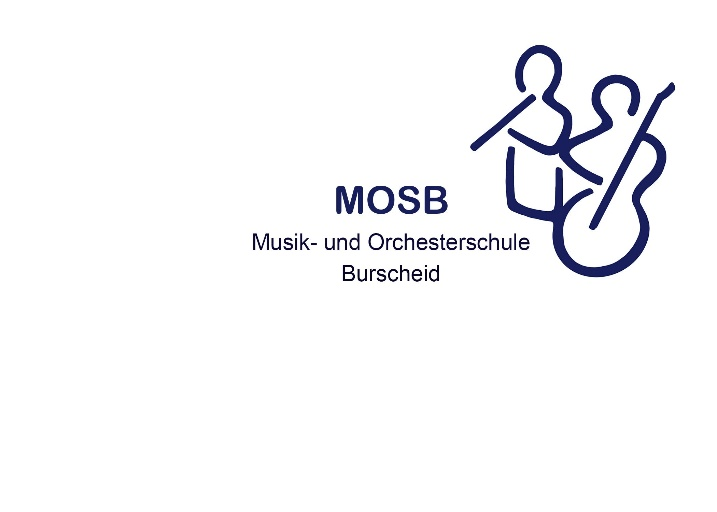 MOSB
Musik- und Orchesterschule
Burscheid